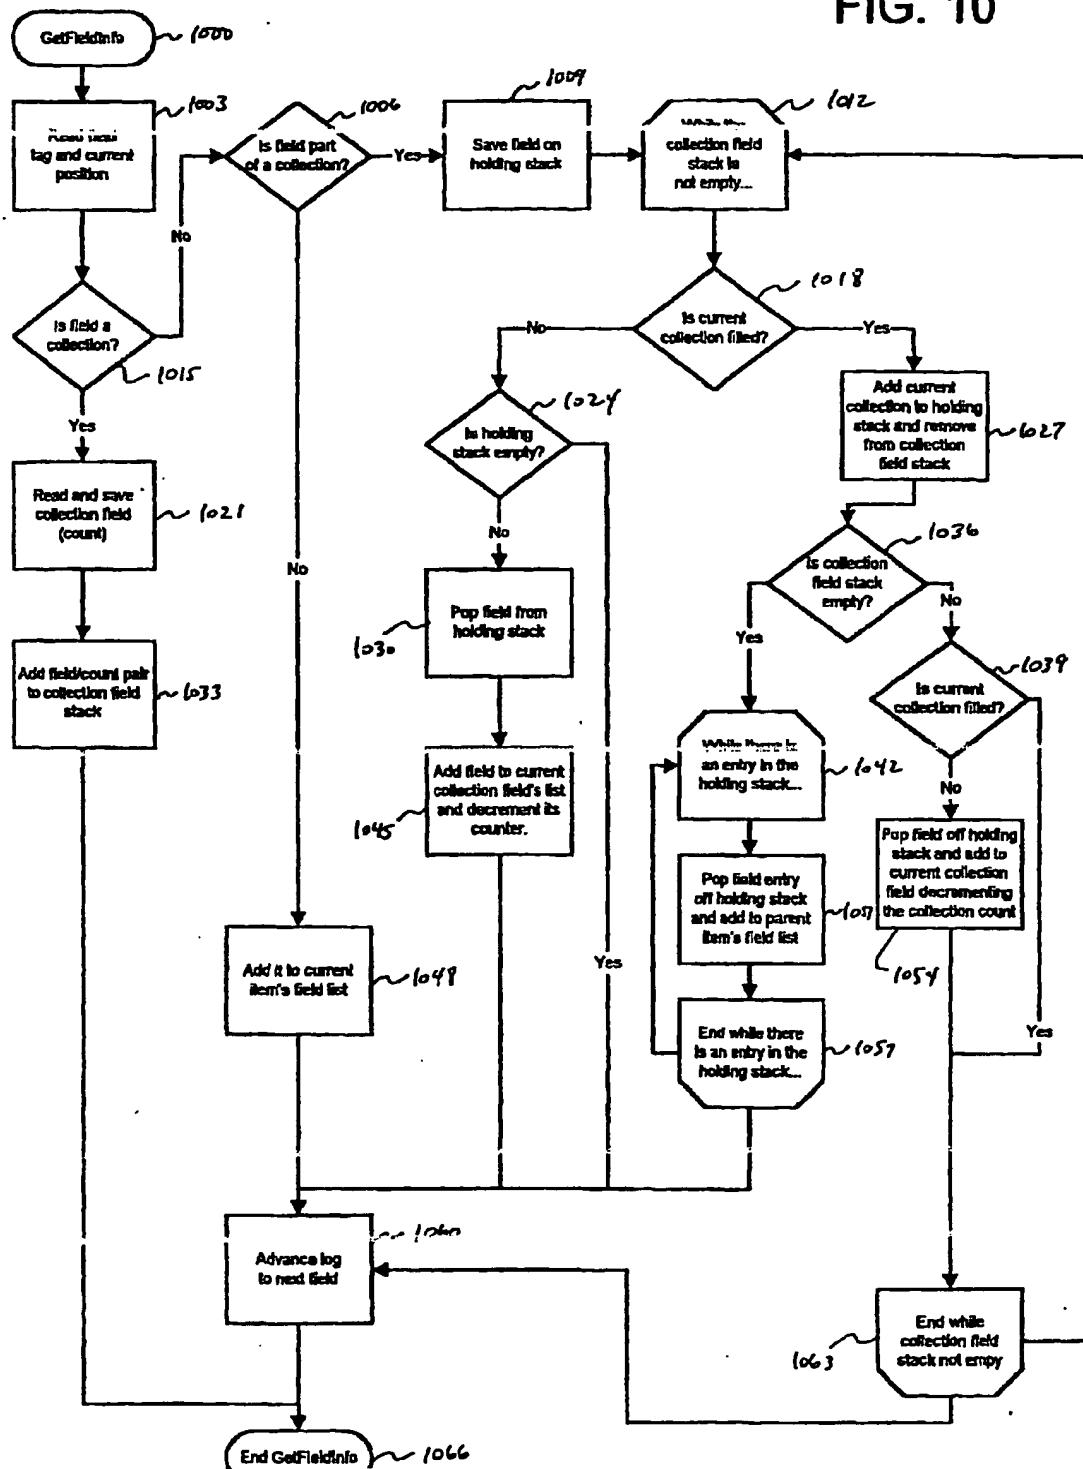 FIG. 10
GetFieldInfo
1000
1003
Read field
tag and current
position
1006
Is field part
of a collection?
Yes
1009
Save field on
holding stack
1012
While the
collection field
stack is
not empty...
No
Is field a
collection?
1015
Yes
1018
Is current
collection filled?
No
Yes
1024
Is holding
stack empty?
Add current
collection to holding
stack and remove
from collection
field stack
1027
Read and save
collection field
(count)
1021
No
No
1036
Is collection
field stack
empty?
Yes
No
Pop field from
holding stack
1030
Add field/count pair
to collection field
stack
1033
1039
Is current
collection filled?
While there is
an entry in the
holding stack...
1042
No
Add field to current
collection field's list
and decrement its
counter.
1045
Pop field entry
off holding stack
and add to parent
item's field list
Pop field off holding
stack and add to
current collection
field decrementing
the collection count
1054
Add it to current
item's field list
1048
Yes
End while there
is an entry in the
holding stack...
1057
Yes
Advance log
to next field
1060
End while
collection field
stack not empy
1063
End GetFieldInfo
1066